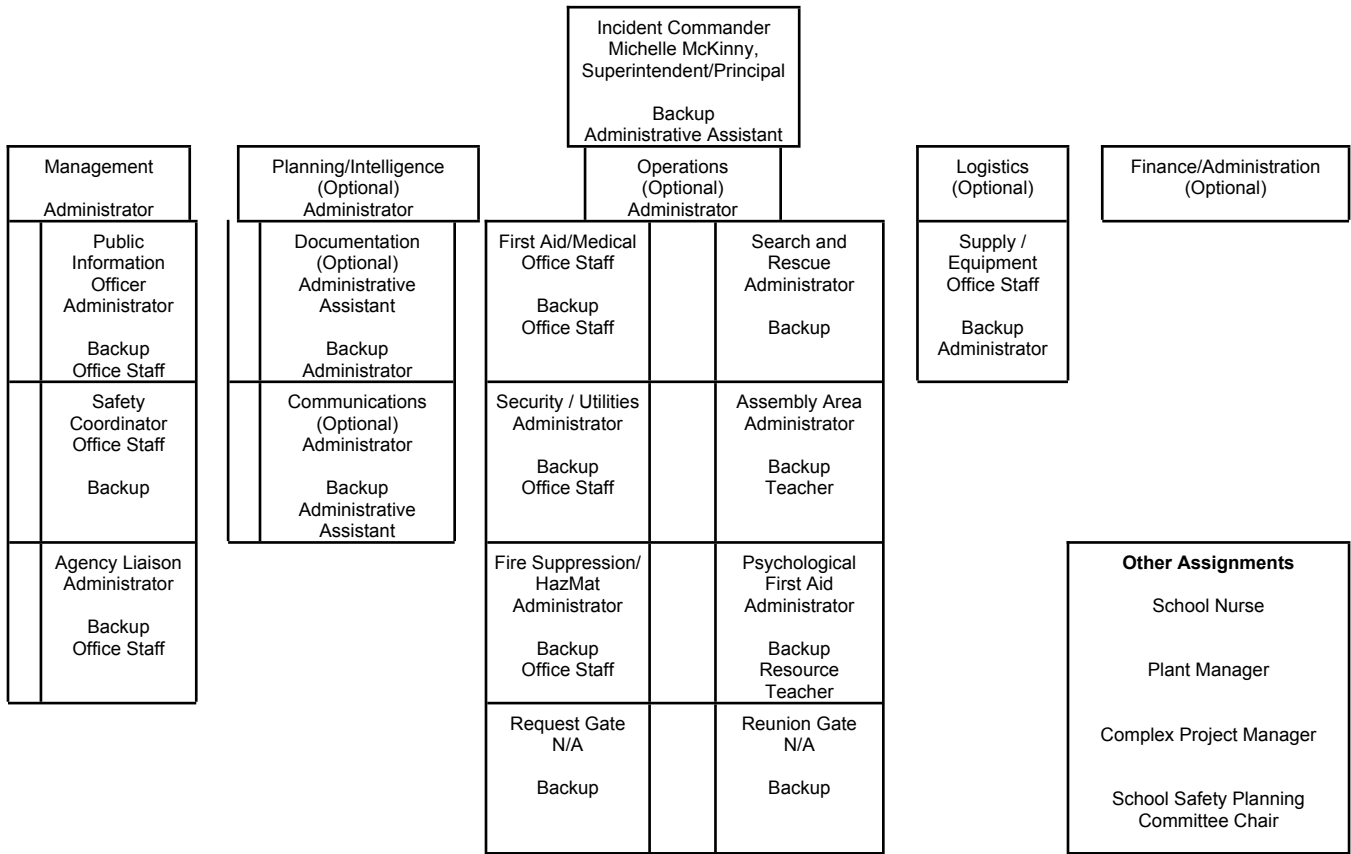 Incident Commander
Michelle McKinny,
Superintendent/Principal
Backup
Administrative Assistant
Management
Administrator
Planning/Intelligence
(Optional)
Administrator
Operations
(Optional)
Administrator
Logistics
(Optional)
Finance/Administration
(Optional)
Public
Information
Officer
Administrator
Backup
Office Staff
Documentation
(Optional)
Administrative
Assistant
Backup
Administrator
First Aid/Medical
Office Staff
Backup
Office Staff
Search and
Rescue
Administrator
Backup
Supply /
Equipment
Office Staff
Backup
Administrator
Safety
Coordinator
Office Staff
Backup
Communications
(Optional)
Administrator
Backup
Administrative
Assistant
Security / Utilities
Administrator
Backup
Office Staff
Assembly Area
Administrator
Backup
Teacher
Agency Liaison
Administrator
Backup
Office Staff
Fire Suppression/
HazMat
Administrator
Backup
Office Staff
Psychological
First Aid
Administrator
Backup
Resource
Teacher
Request Gate
N/A
Backup
Reunion Gate
N/A
Backup
Other Assignments
School Nurse
Plant Manager
Complex Project Manager
School Safety Planning
Committee Chair